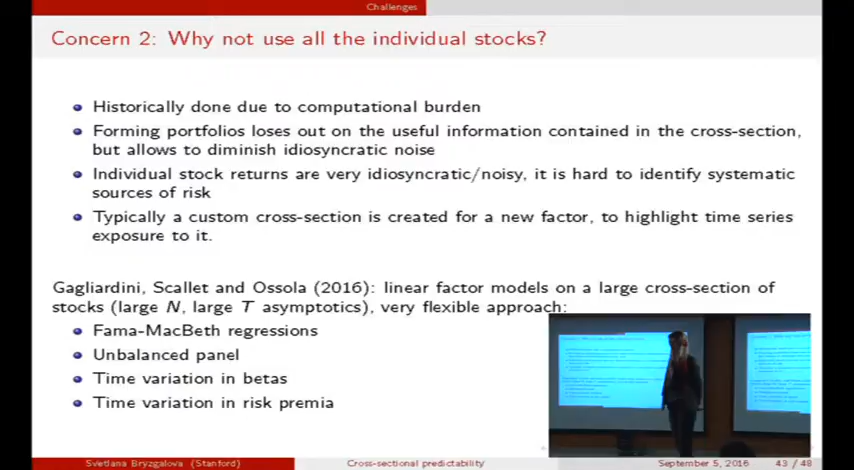 Challenges
Concern 2: Why not use all the individual stocks?
Historically done due to computational burden
Forming portfolios loses out on the useful information contained in the cross-section,
but allows to diminish idiosyncratic noise
Individual stock returns are very idiosyncratic/noisy, it is hard to identify systematic
sources of risk
Typically a custom cross-section is created for a new factor, to highlight time series
exposure to it.
Gagliardini, Scallet and Ossola (2016): linear factor models on a large cross-section of
stocks (large N, large T asymptotics), very flexible approach:
Fama-MacBeth regressions
Unbalanced panel
Time variation in betas
Time variation in risk premia
Svetlana Bryzgalova (Stanford) Cross-sectional predictability September 5, 2016 43 / 48